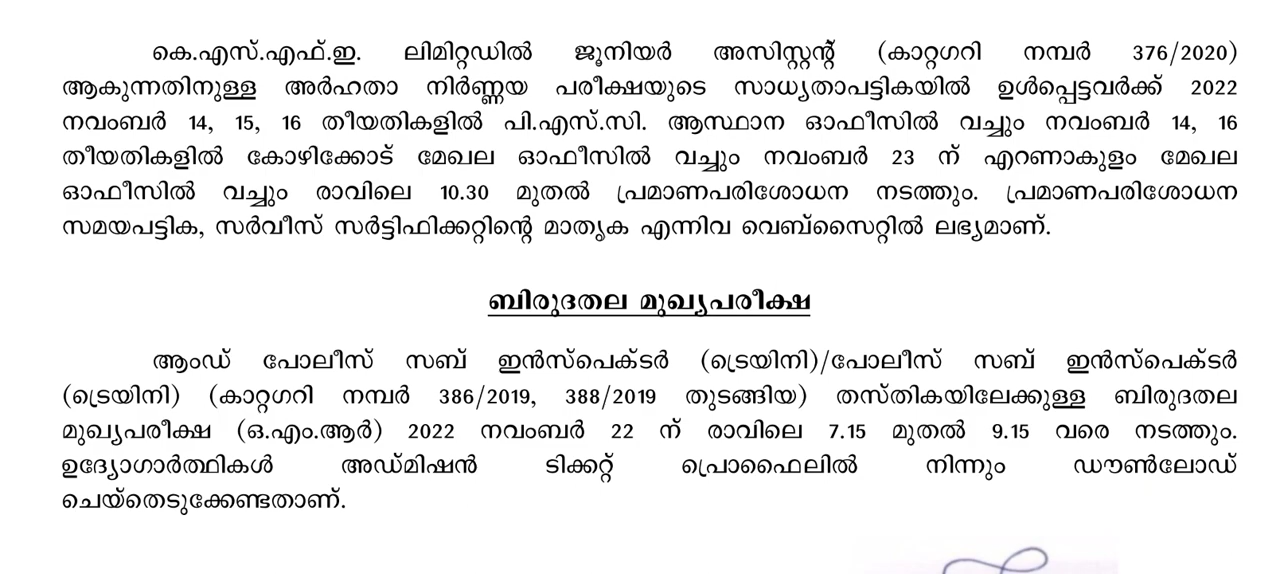 കെ.എസ്.എഫ്.ഇ. ലിമിറ്റഡിൽ ജൂനിയർ അസിസ്റ്റന്റ് (കാറ്റഗറി നമ്പർ 376/2020)
ആകുന്നതിനുള്ള അർഹതാ നിർണ്ണയ പരീക്ഷയുടെ സാധ്യതാപട്ടികയിൽ ഉൾപ്പെട്ടവർക്ക് 2022
നവംബർ 14, 15, 16 തീയതികളിൽ പി.എസ്.സി. ആസ്ഥാന ഓഫീസിൽ വച്ചും നവംബർ 14, 16
തീയതികളിൽ കോഴിക്കോട് മേഖല ഓഫീസിൽ വച്ചും നവംബർ 23 ന് എറണാകുളം മേഖല
ഓഫീസിൽ വച്ചും രാവിലെ 10.30 മുതൽ പ്രമാണപരിശോധന നടത്തും. പ്രമാണപരിശോധന
സമയപട്ടിക, സർവീസ് സർട്ടിഫിക്കറ്റിന്റെ മാതൃക എന്നിവ വെബ്സൈറ്റിൽ ലഭ്യമാണ്.
ബിരുദതല മുഖ്യപരീക്ഷ
ആംഡ് പോലീസ് സബ് ഇൻസ്പെക്ടർ (ട്രെയിനി)/പോലീസ് സബ് ഇൻസ്പെക്ടർ
(ട്രെയിനി) (കാറ്റഗറി നമ്പർ 386/2019, 388/2019 തുടങ്ങിയ) തസ്തികയിലേക്കുള്ള ബിരുദതല
മുഖ്യപരീക്ഷ (ഒ.എം.ആർ) 2022 നവംബർ 22 ന് രാവിലെ 7.15 മുതൽ 9.15 വരെ നടത്തും.
ഉദ്യോഗാർത്ഥികൾ അഡ്മിഷൻ ടിക്കറ്റ് പ്രൊഫൈലിൽ നിന്നും ഡൗൺലോഡ്
ചെയ്തെടുക്കേണ്ടതാണ്.